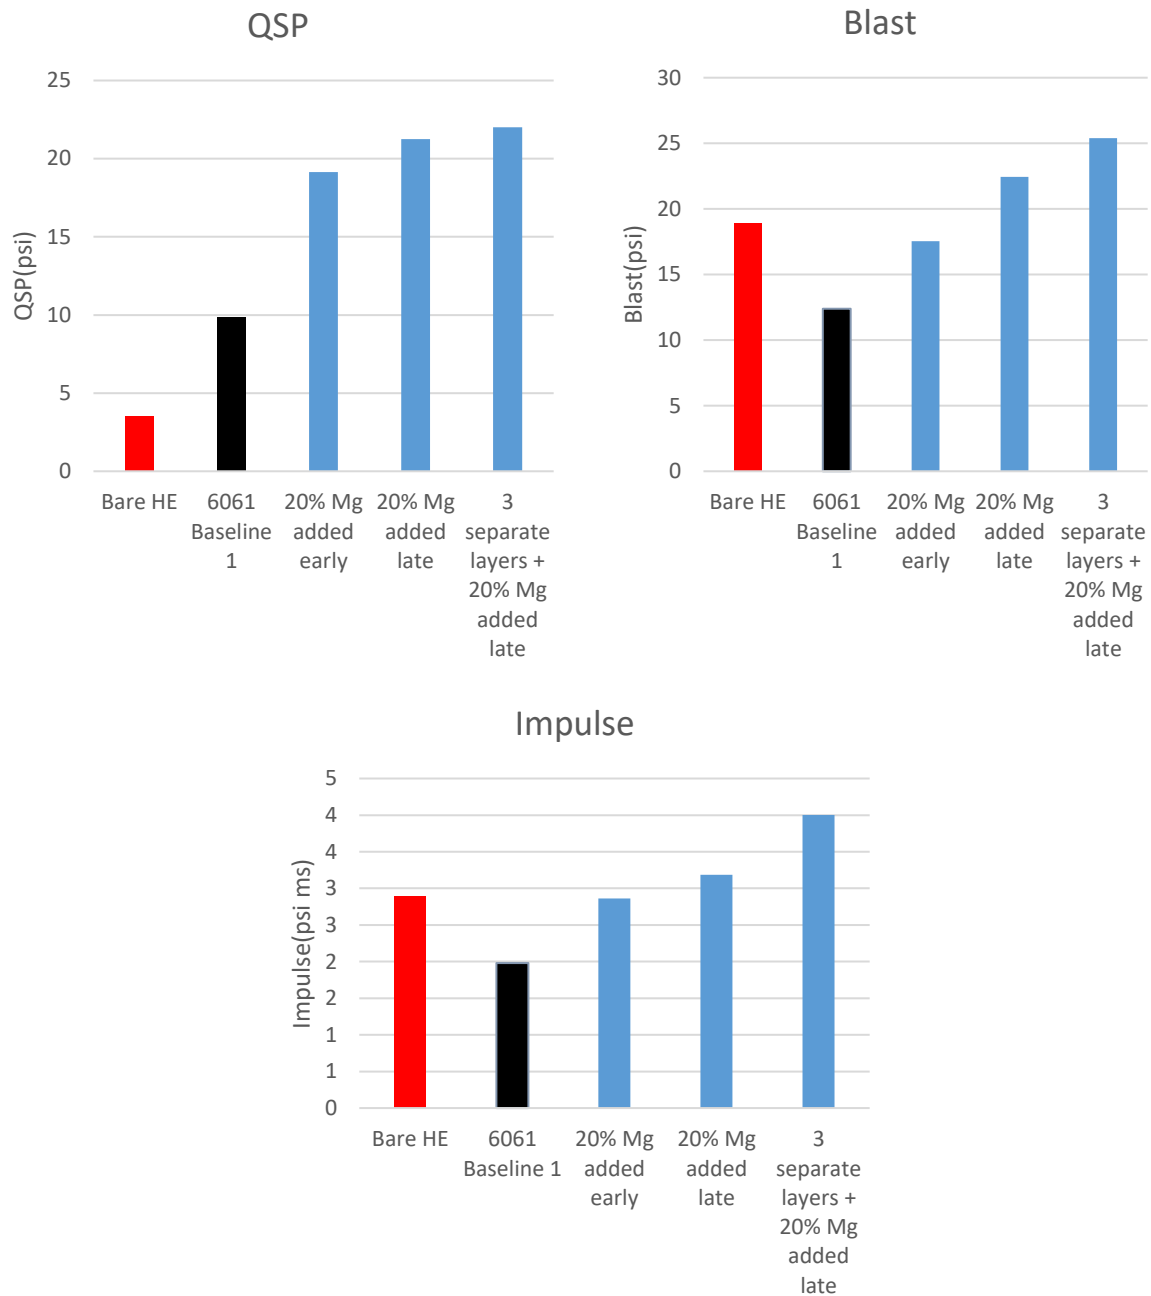 QSP
25
20
15
10
5
0
QSP(psi)
Bare HE
6061
Baseline
1
20% Mg
added
early
20% Mg
added
late
3
separate
layers +
20% Mg
added
late
Blast
30
25
20
15
10
5
0
Blast(psi)
Bare HE
6061
Baseline
1
20% Mg
added
early
20% Mg
added
late
3
separate
layers +
20% Mg
added
late
Impulse
5
4
4
3
3
2
2
1
1
0
Impulse(psi ms)
Bare HE
6061
Baseline 1
20% Mg
added
early
20% Mg
added
late
3
separate
layers +
20% Mg
added
late